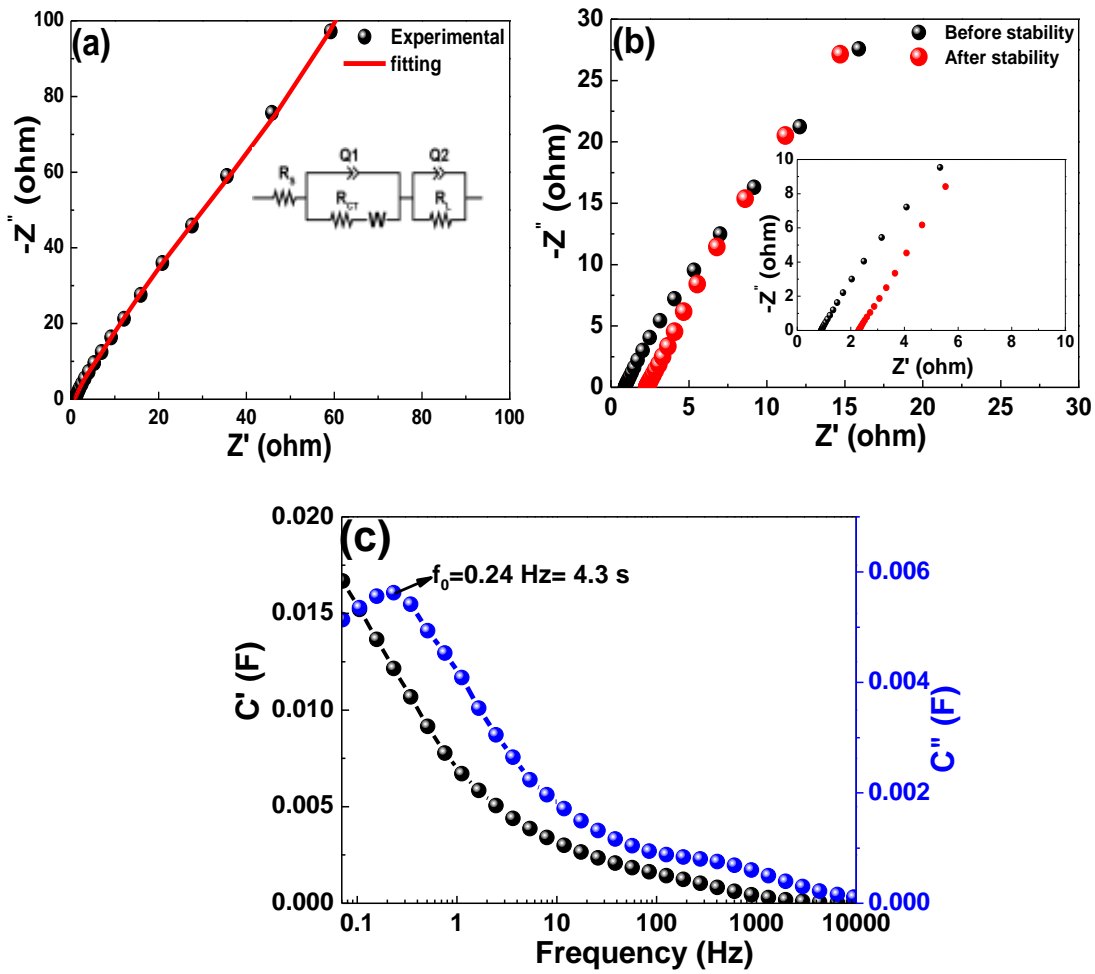 (a)
Experimental
fitting
Q1
Q2
R_S
R_CT
W
R_L
-Z" (ohm)
100
80
60
40
20
0
0
20
40
60
80
100
Z' (ohm)
(b)
Before stability
After stability
-Z" (ohm)
30
25
20
15
10
5
0
0
5
10
15
20
25
30
Z' (ohm)
-Z" (ohm)
10
8
6
4
2
0
0
2
4
6
8
10
Z' (ohm)
(c)
f₀=0.24 Hz= 4.3 s
C' (F)
0.020
0.015
0.010
0.005
0.000
C" (F)
0.006
0.004
0.002
0.000
0.1
1
10
100
1000
10000
Frequency (Hz)